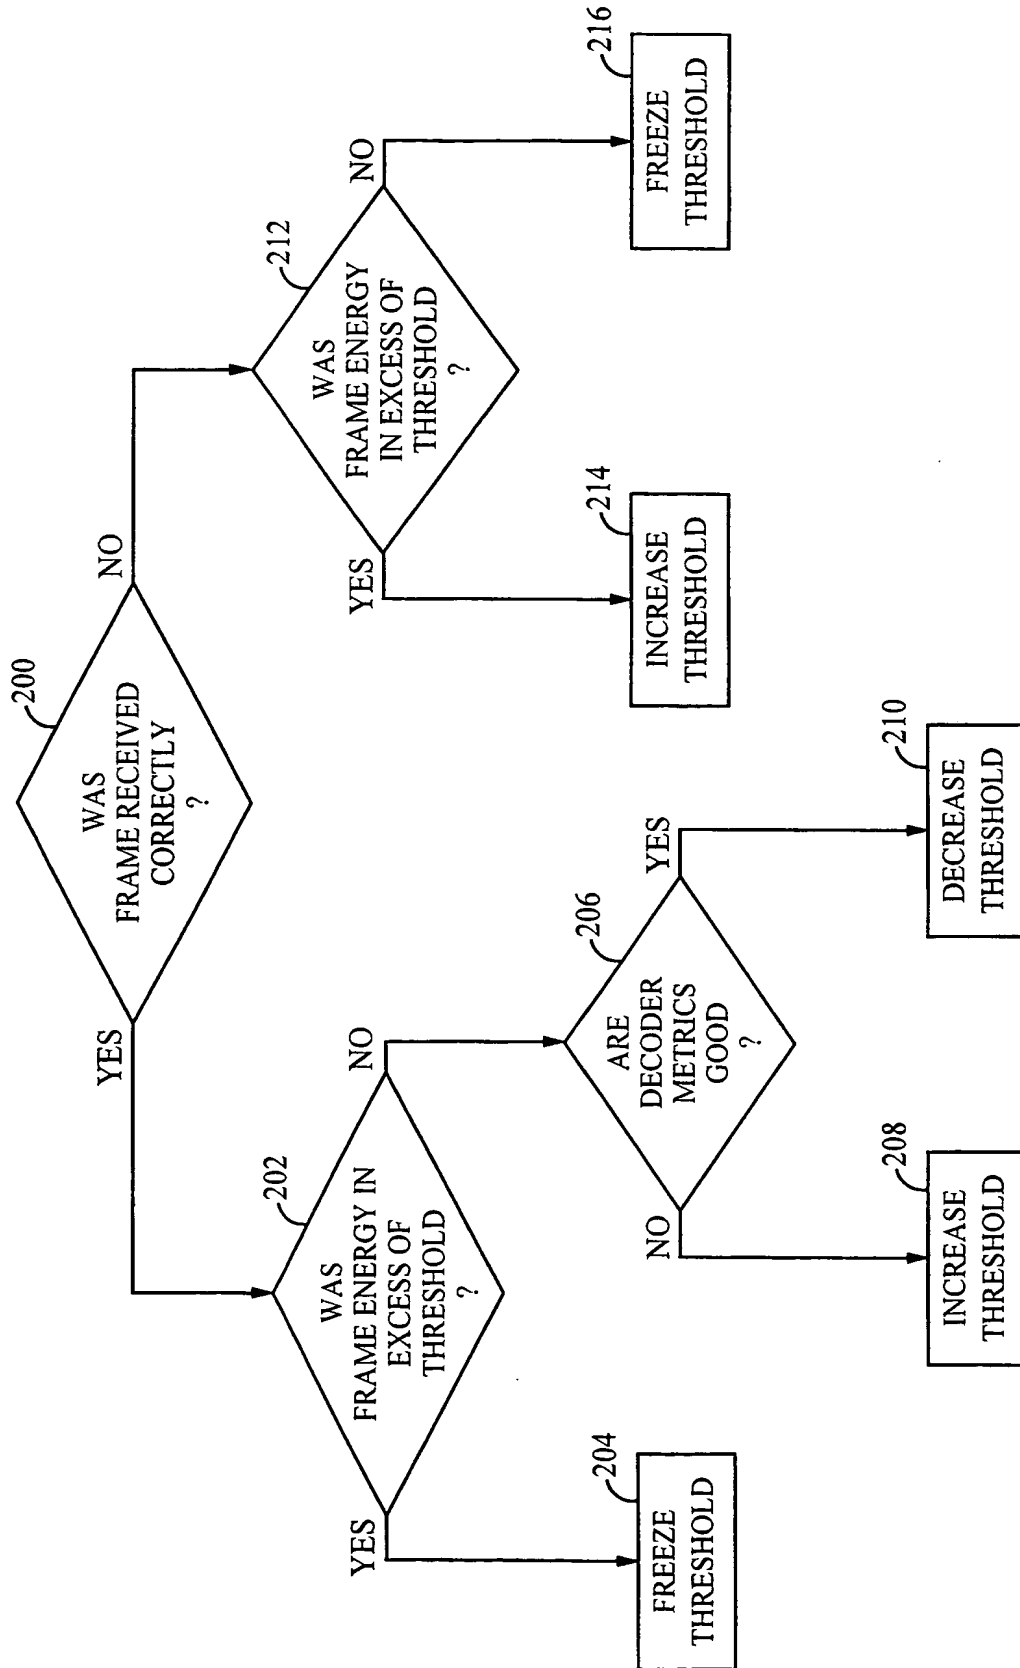 200
WAS
FRAME RECEIVED
CORRECTLY
?
YES
NO
202
WAS
FRAME ENERGY IN
EXCESS OF
THRESHOLD
?
YES
NO
212
WAS
FRAME ENERGY
IN EXCESS OF
THRESHOLD
?
YES
NO
204
FREEZE
THRESHOLD
206
ARE
DECODER
METRICS
GOOD
?
NO
YES
214
INCREASE
THRESHOLD
216
FREEZE
THRESHOLD
208
INCREASE
THRESHOLD
210
DECREASE
THRESHOLD